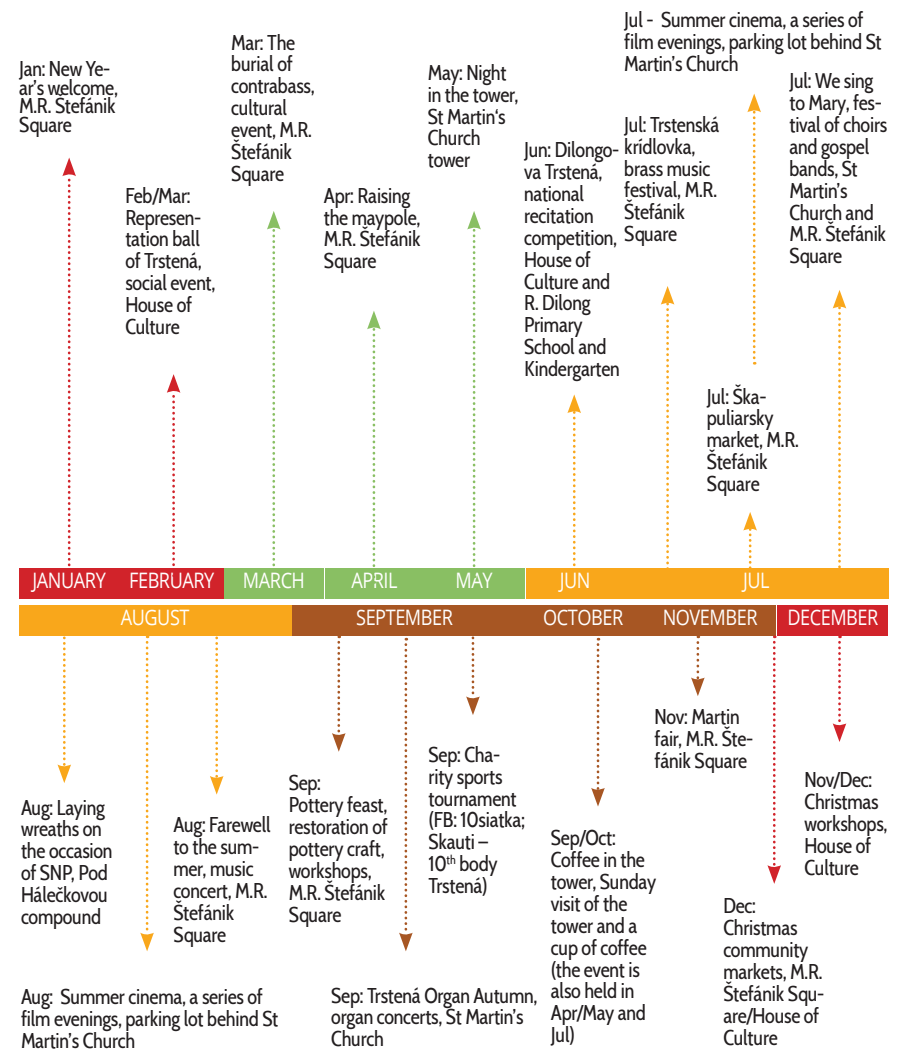 Jan: New Ye-
ar's welcome,
M.R. Štefánik
Square
Feb/Mar:
Represen-
tation ball
of Trstená,
social event,
House of
Culture
Mar: The
burial of
contrabass,
cultural
event, M.R.
Štefánik
Square
Apr: Raising
the maypole,
M.R. Štefánik
Square
May: Night
in the tower,
St Martin's
Church
tower
Jun: Dilongo-
va Trstená,
national
recitation
competition,
House of
Culture and
R. Dilong
Primary
School and
Kindergarten
Jul - Summer cinema, a series of
film evenings, parking lot behind St
Martin's Church
Jul: Trstenská
krídlovka,
brass music
festival, M.R.
Štefánik
Square
Jul: We sing
to Mary, fes-
tival of choirs
and gospel
bands, St
Martin's
Church and
M.R. Štefánik
Square
Jul: Ška-
puliarsky
market, M.R.
Štefánik
Square
JANUARY FEBRUARY MARCH APRIL MAY JUN JUL
AUGUST SEPTEMBER OCTOBER NOVEMBER DECEMBER
Aug: Laying
wreaths on
the occasion
of SNP, Pod
Hálečkovou
compound
Aug: Summer cinema, a series of
film evenings, parking lot behind St
Martin's Church
Aug: Farewell
to the sum-
mer, music
concert, M.R.
Štefánik
Square
Sep:
Pottery feast,
restoration of
pottery craft,
workshops,
M.R. Štefánik
Square
Sep: Trstená Organ Autumn,
organ concerts, St Martin's
Church
Sep: Cha-
rity sports
tournament
(FB: 10siatka;
Skauti –
10th body
Trstená)
Sep/Oct:
Coffee in the
tower, Sunday
visit of the
tower and a
cup of coffee
(the event is
also held in
Apr/May and
Jul)
Nov: Martin
fair, M.R. Šte-
fánik Square
Dec:
Christmas
community
markets, M.R.
Štefánik Squ-
are/House of
Culture
Nov/Dec:
Christmas
workshops,
House of
Culture